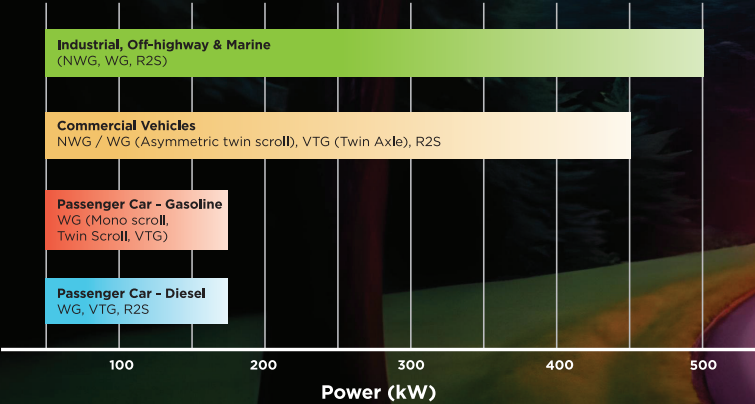 Industrial, Off-highway & Marine
(NWG, WG, R2S)
Commercial Vehicles
NWG / WG (Asymmetric twin scroll), VTG (Twin Axle), R2S
Passenger Car - Gasoline
WG (Mono scroll,
Twin Scroll, VTG)
Passenger Car - Diesel
WG, VTG, R2S
100 200 300 400 500
Power (kW)